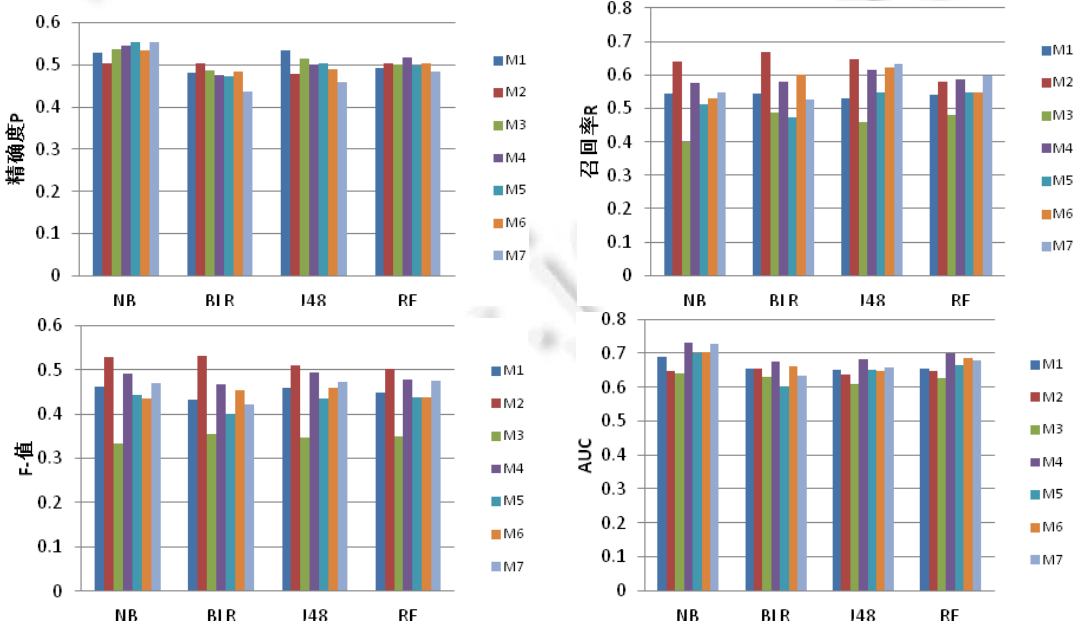 精确度P
0.6
0.5
0.4
0.3
0.2
0.1
0
NB BLR J48 RF
M1
M2
M3
M4
M5
M6
M7
召回率R
0.8
0.7
0.6
0.5
0.4
0.3
0.2
0.1
0
NB BLR J48 RF
M1
M2
M3
M4
M5
M6
M7
F-值
0.6
0.5
0.4
0.3
0.2
0.1
0
NB BLR J48 RF
M1
M2
M3
M4
M5
M6
M7
AUC
0.8
0.7
0.6
0.5
0.4
0.3
0.2
0.1
0
NB BLR J48 RF
M1
M2
M3
M4
M5
M6
M7